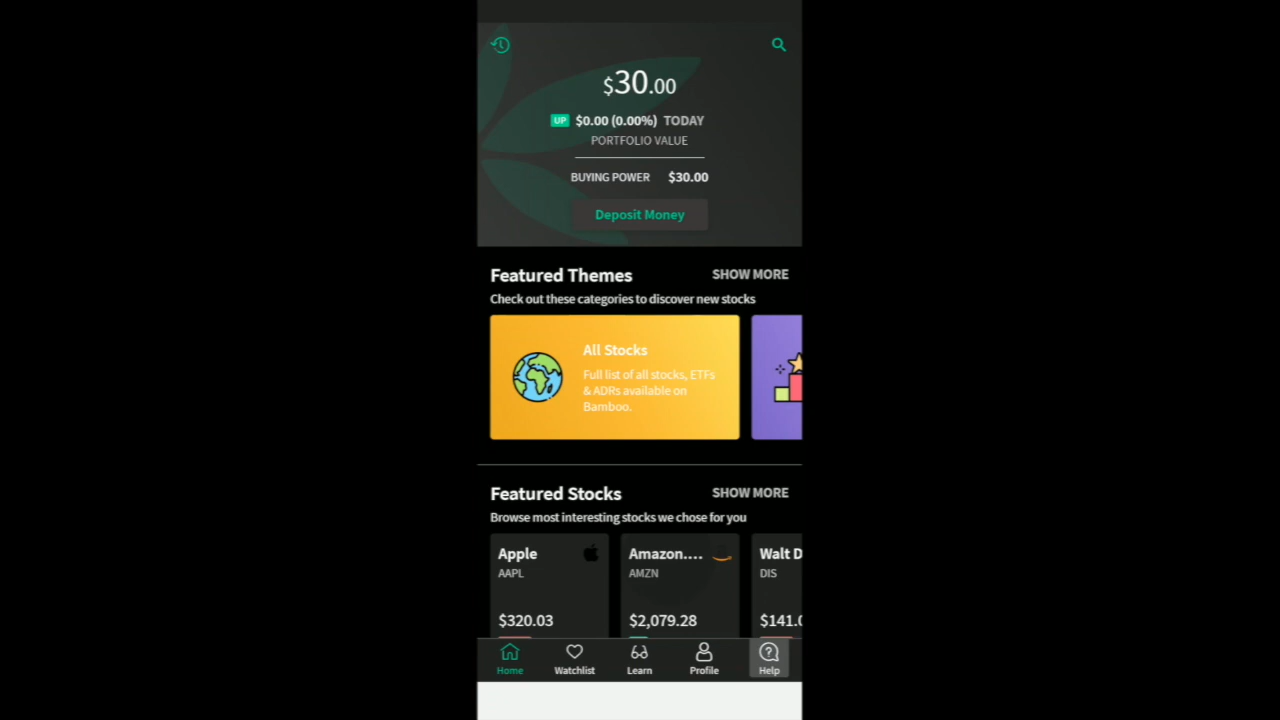 $30.00
UP $0.00 (0.00%) TODAY
PORTFOLIO VALUE
BUYING POWER $30.00
Deposit Money
Featured Themes SHOW MORE
Check out these categories to discover new stocks
All Stocks
Full list of all stocks, ETFs
& ADRs available on
Bamboo.
Featured Stocks SHOW MORE
Browse most interesting stocks we chose for you
Apple Amazon.... Walt D
AAPL AMZN DIS
$320.03 $2,079.28 $141.0
Home Watchlist Learn Profile Help